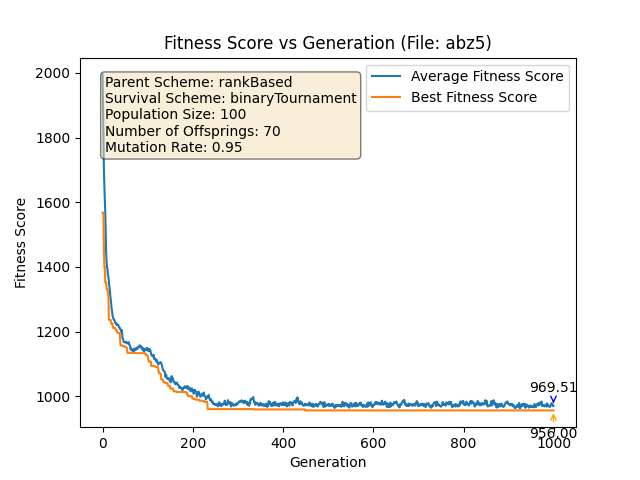 Fitness Score vs Generation (File: abz5)
Parent Scheme: rankBased
Survival Scheme: binaryTournament
Population Size: 100
Number of Offsprings: 70
Mutation Rate: 0.95
Average Fitness Score
Best Fitness Score
2000
1800
1600
1400
1200
1000
Fitness Score
969.51
956.00
0
200
400
600
800
1000
Generation